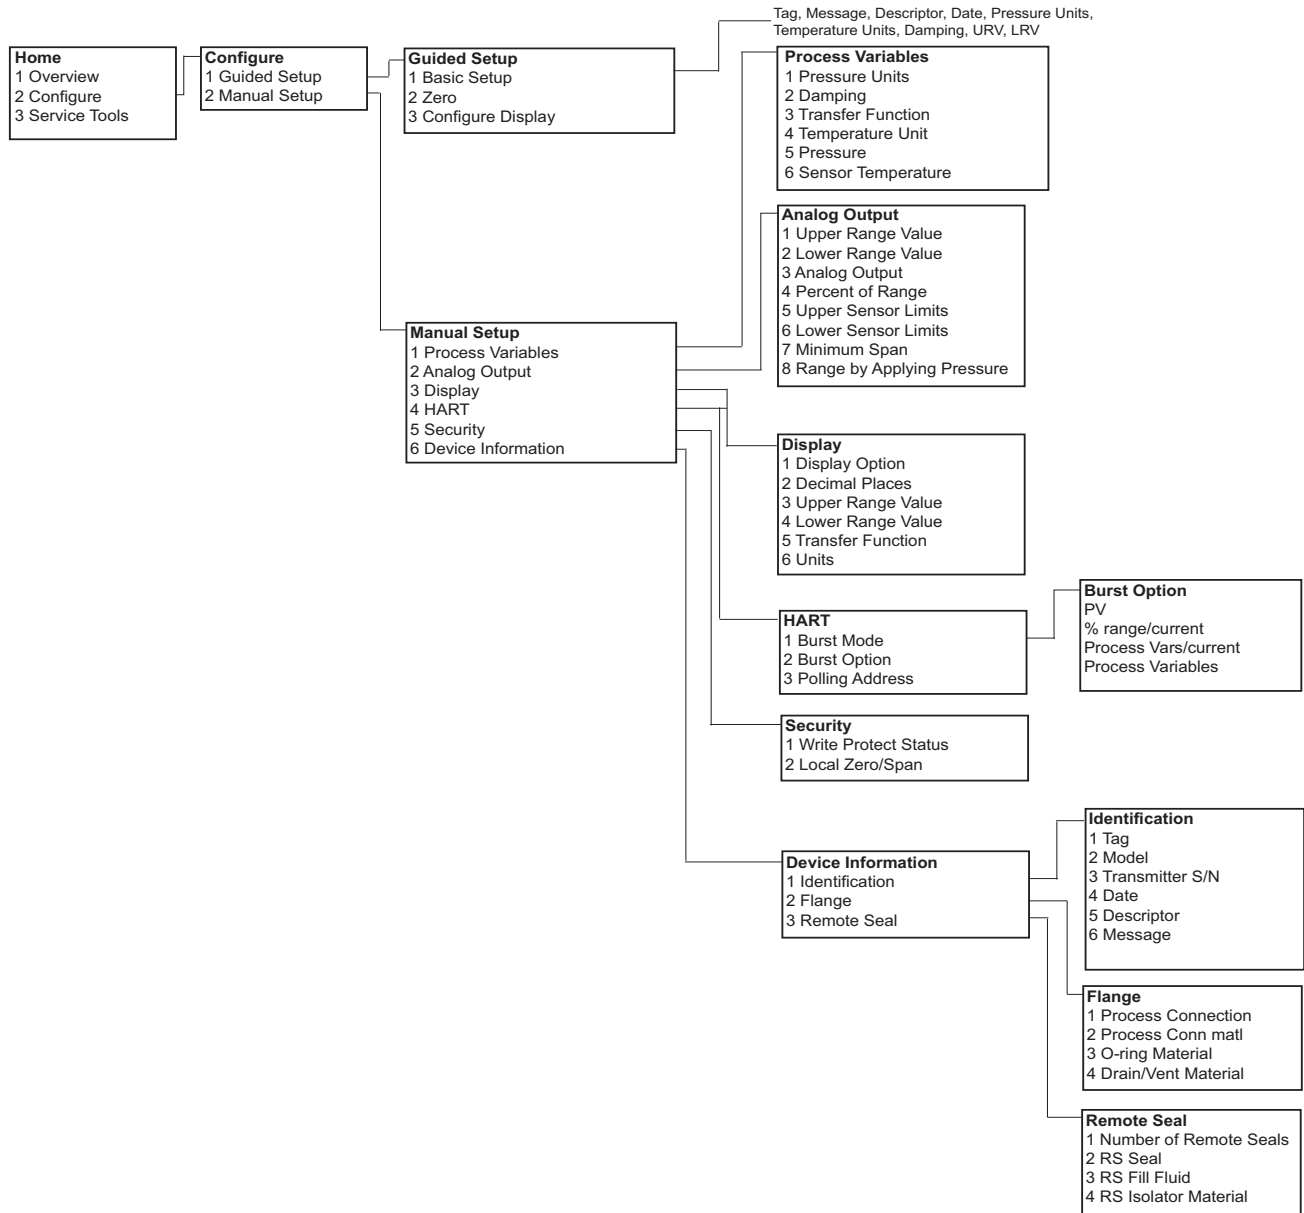 Tag, Message, Descriptor, Date, Pressure Units,
Temperature Units, Damping, URV, LRV
Home
1 Overview
2 Configure
3 Service Tools
Configure
1 Guided Setup
2 Manual Setup
Guided Setup
1 Basic Setup
2 Zero
3 Configure Display
Process Variables
1 Pressure Units
2 Damping
3 Transfer Function
4 Temperature Unit
5 Pressure
6 Sensor Temperature
Analog Output
1 Upper Range Value
2 Lower Range Value
3 Analog Output
4 Percent of Range
5 Upper Sensor Limits
6 Lower Sensor Limits
7 Minimum Span
8 Range by Applying Pressure
Manual Setup
1 Process Variables
2 Analog Output
3 Display
4 HART
5 Security
6 Device Information
Display
1 Display Option
2 Decimal Places
3 Upper Range Value
4 Lower Range Value
5 Transfer Function
6 Units
HART
1 Burst Mode
2 Burst Option
3 Polling Address
Burst Option
PV
% range/current
Process Vars/current
Process Variables
Security
1 Write Protect Status
2 Local Zero/Span
Device Information
1 Identification
2 Flange
3 Remote Seal
Identification
1 Tag
2 Model
3 Transmitter S/N
4 Date
5 Descriptor
6 Message
Flange
1 Process Connection
2 Process Conn matl
3 O-ring Material
4 Drain/Vent Material
Remote Seal
1 Number of Remote Seals
2 RS Seal
3 RS Fill Fluid
4 RS Isolator Material